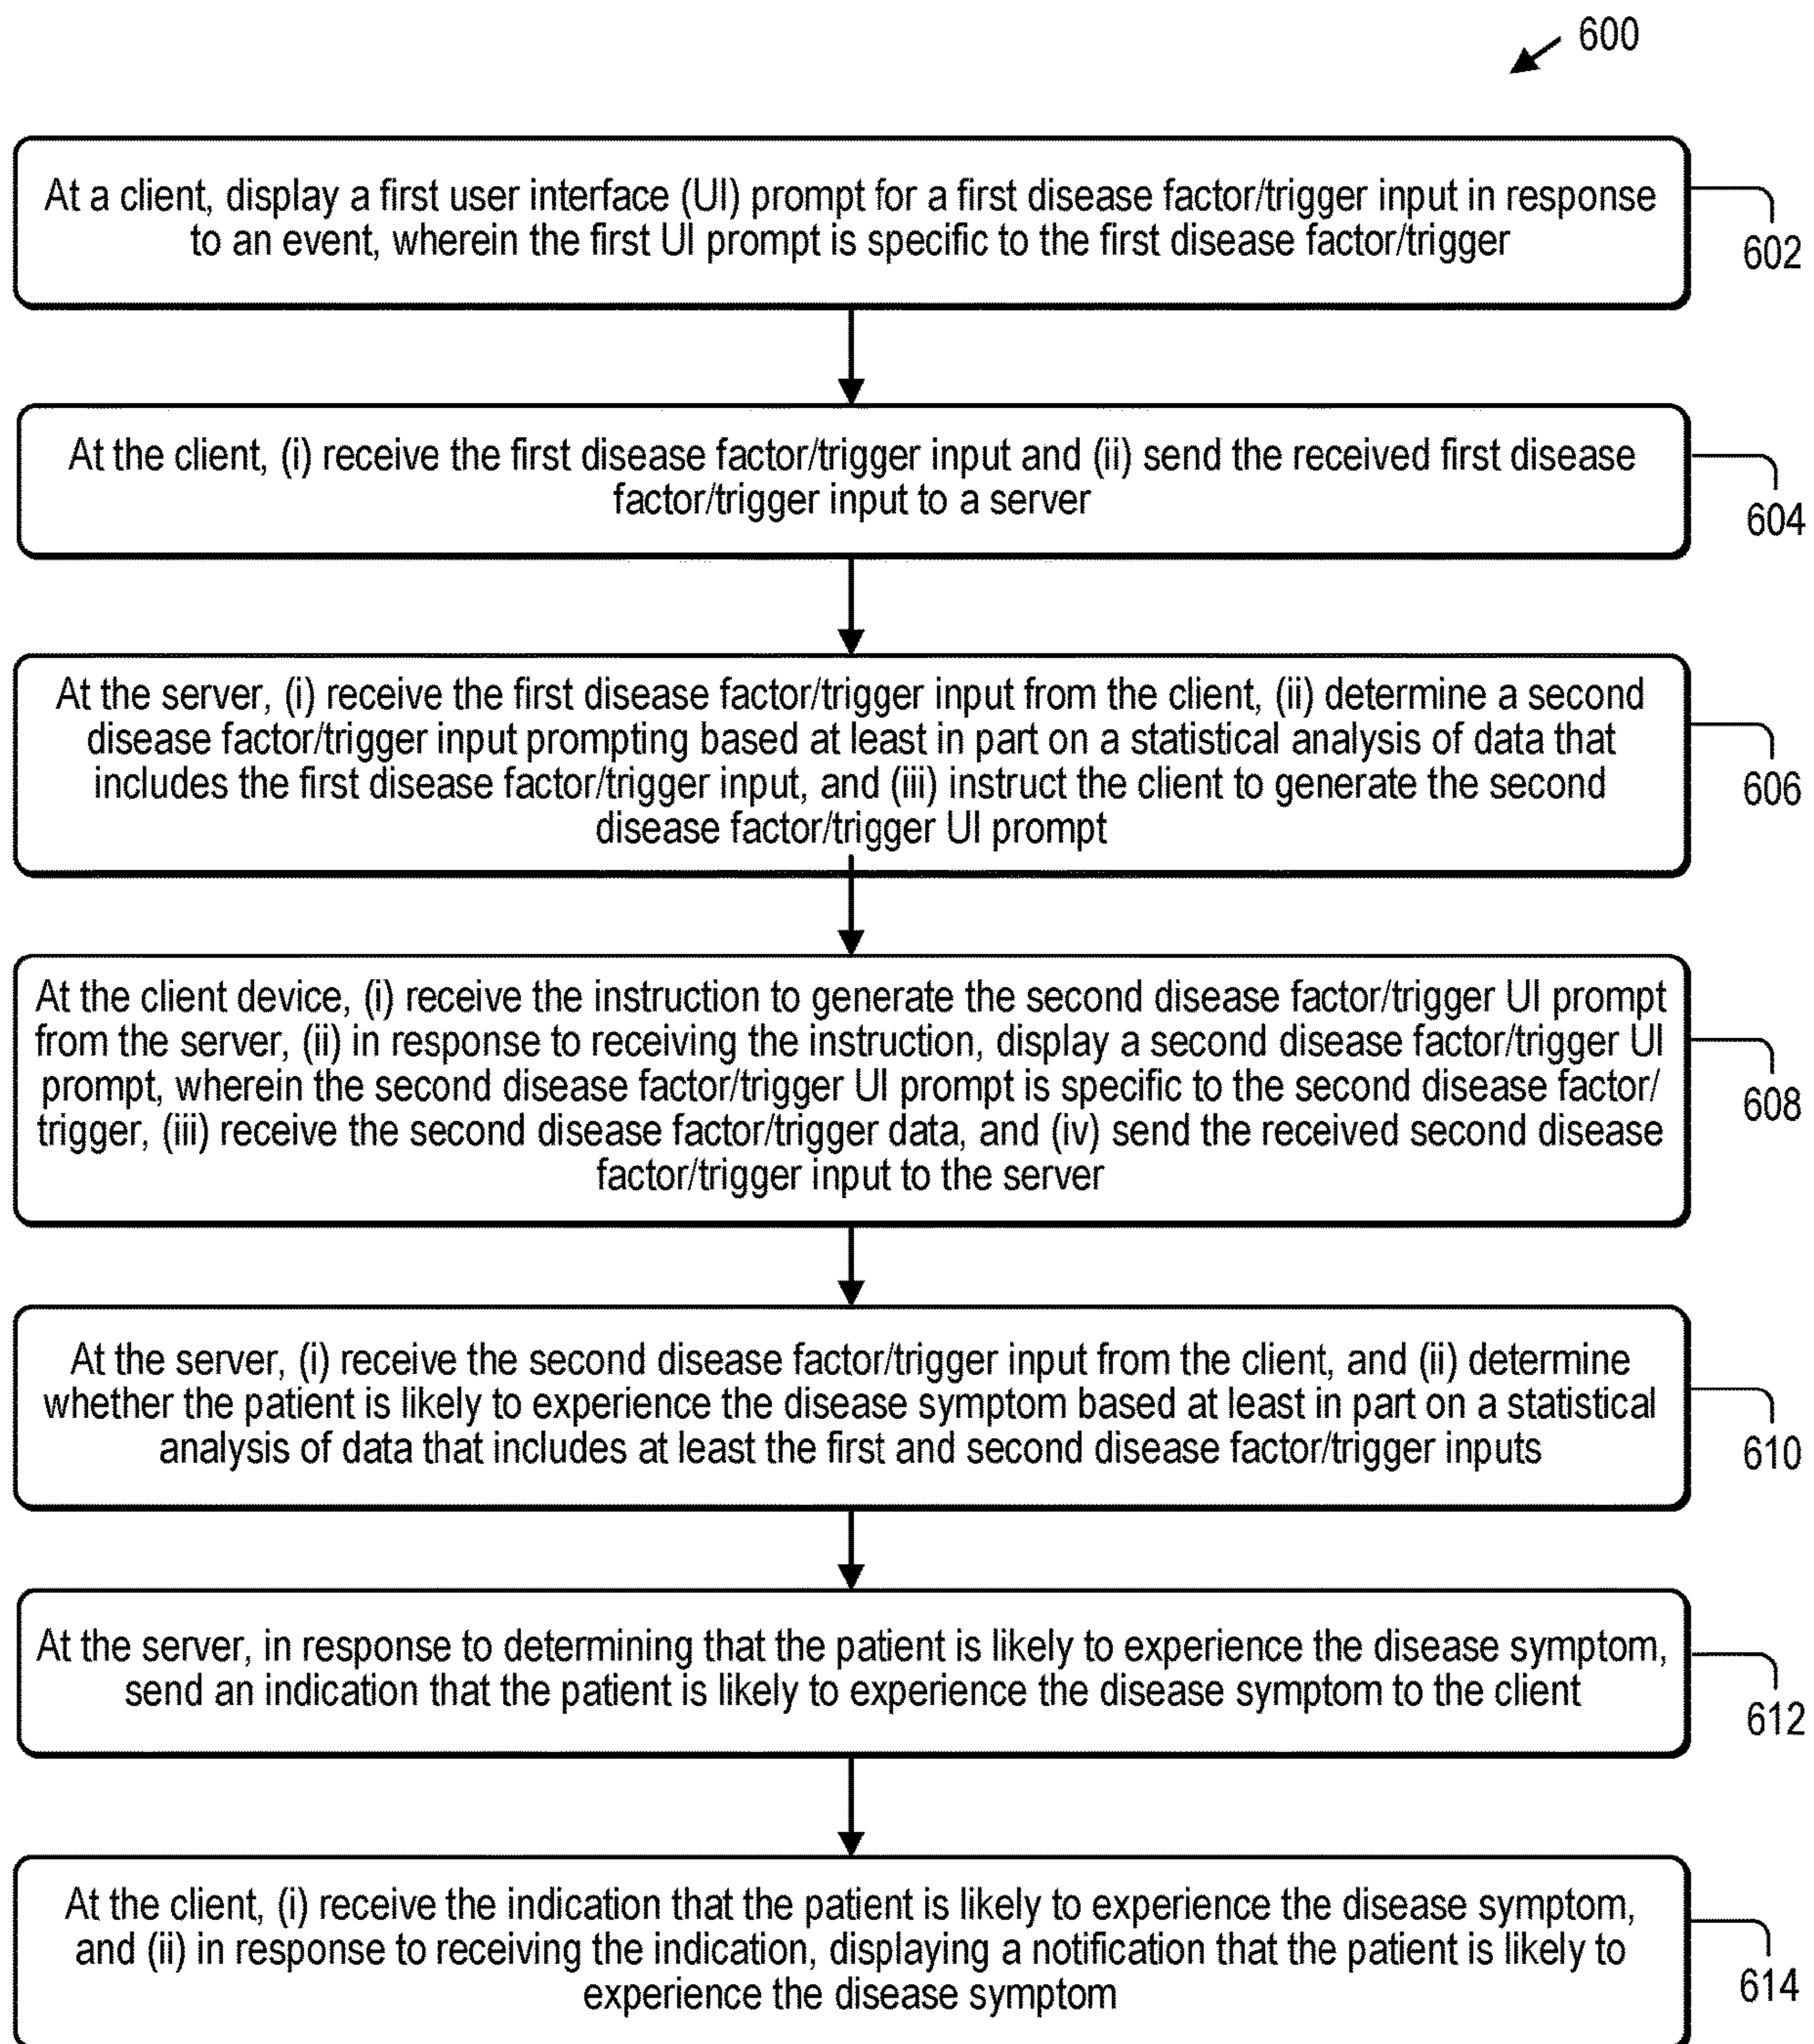 600
At a client, display a first user interface (UI) prompt for a first disease factor/trigger input in response
to an event, wherein the first UI prompt is specific to the first disease factor/trigger
602
At the client, (i) receive the first disease factor/trigger input and (ii) send the received first disease
factor/trigger input to a server
604
At the server, (i) receive the first disease factor/trigger input from the client, (ii) determine a second
disease factor/trigger input prompting based at least in part on a statistical analysis of data that
includes the first disease factor/trigger input, and (iii) instruct the client to generate the second
disease factor/trigger UI prompt
606
At the client device, (i) receive the instruction to generate the second disease factor/trigger UI prompt
from the server, (ii) in response to receiving the instruction, display a second disease factor/trigger UI
prompt, wherein the second disease factor/trigger UI prompt is specific to the second disease factor/
trigger, (iii) receive the second disease factor/trigger data, and (iv) send the received second disease
factor/trigger input to the server
608
At the server, (i) receive the second disease factor/trigger input from the client, and (ii) determine
whether the patient is likely to experience the disease symptom based at least in part on a statistical
analysis of data that includes at least the first and second disease factor/trigger inputs
610
At the server, in response to determining that the patient is likely to experience the disease symptom,
send an indication that the patient is likely to experience the disease symptom to the client
612
At the client, (i) receive the indication that the patient is likely to experience the disease symptom,
and (ii) in response to receiving the indication, displaying a notification that the patient is likely to
experience the disease symptom
614